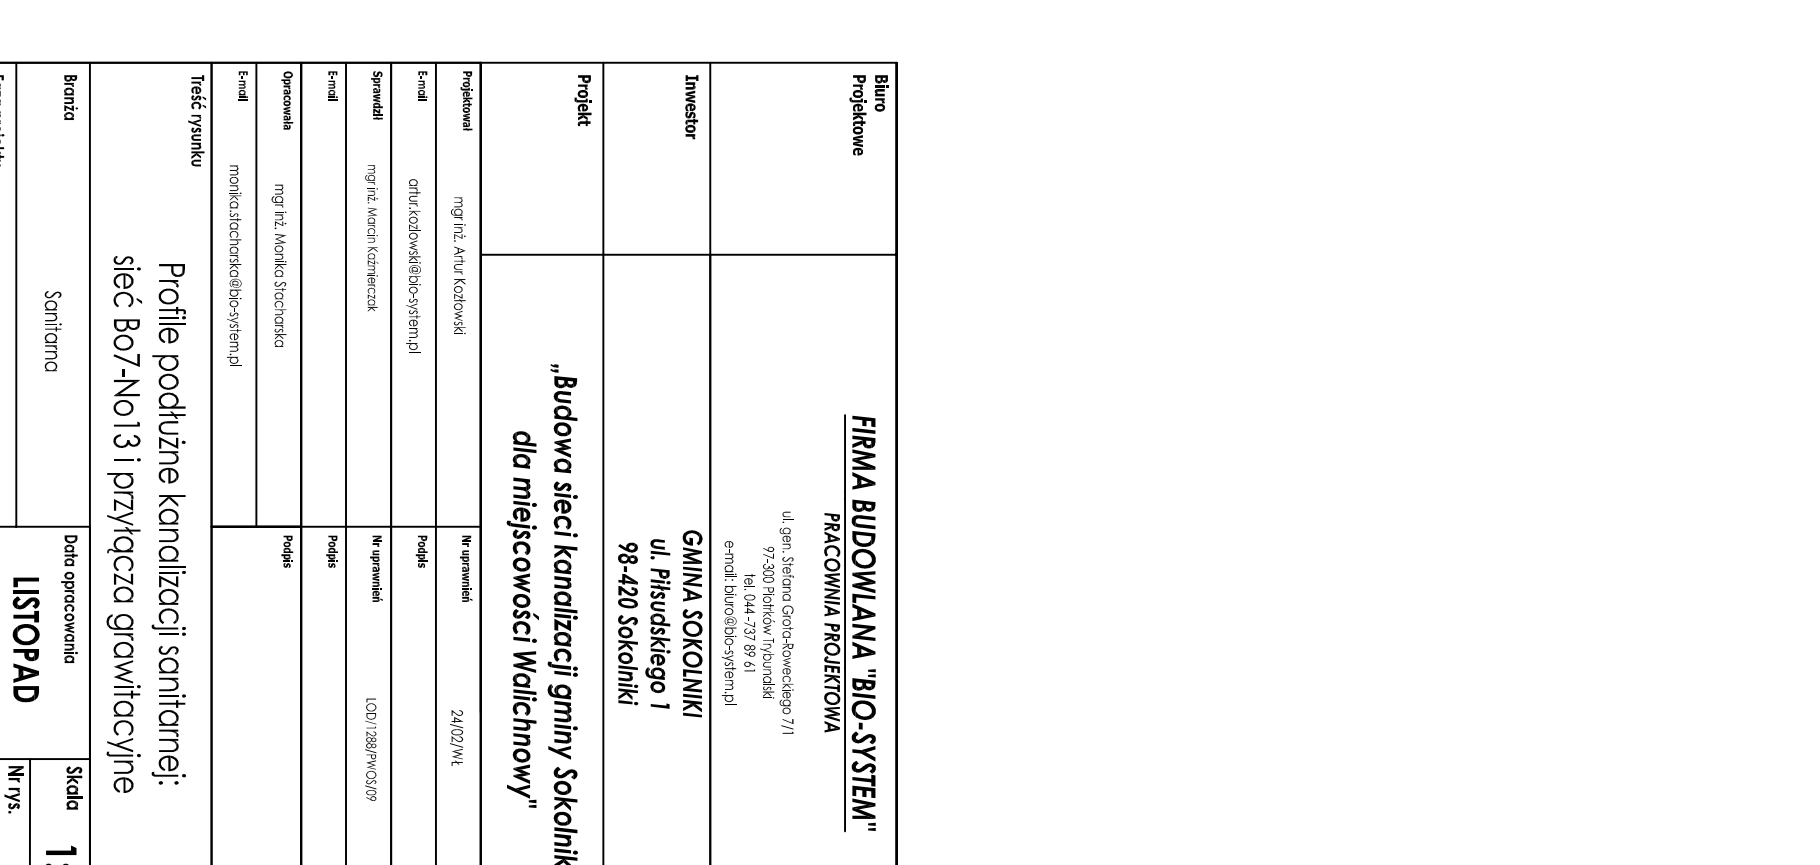 Biuro
Projektowe
FIRMA BUDOWLANA "BIO-SYSTEM"
PRACOWNIA PROJEKTOWA
ul. gen. Stefana Grota-Roweckiego 7/1
97-300 Piotrków Trybunalski
tel. 044 -737 89 61
e-mail: biuro@bio-system.pl
Inwestor
GMINA SOKOLNIKI
ul. Piłsudskiego 1
98-420 Sokolniki
Projekt
„Budowa sieci kanalizacji gminy Sokolnik
dla miejscowości Walichnowy"
Projektował
mgr inż. Artur Kozłowski
Nr uprawnień
24/02/WŁ
E-mail
artur.kozlowski@bio-system.pl
Podpis
Sprawdził
mgr inż. Marcin Kaźmierczak
Nr uprawnień
LOD/1288/PWOS/09
E-mail
Podpis
Opracowała
mgr inż. Monika Stacharska
Podpis
E-mail
monika.stacharska@bio-system.pl
Treść rysunku
Profile podłużne kanalizacji sanitarnej:
sieć Bo7-No13 i przyłącza grawitacyjne
Branża
Sanitarna
Data opracowania
LISTOPAD
Skala
1:
Nr rys.